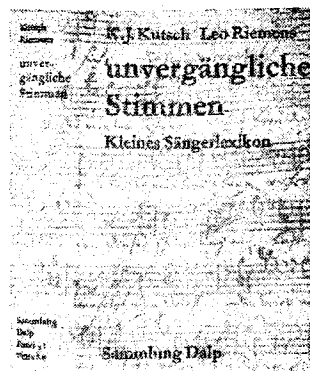 Kutsch
Riemens
unver-
gängliche
Stimmen
K.J. Kutsch Leo Riemens
unvergängliche
Stimmen
Kleines Sängerlexikon
Sammlung
Dalp
Sammlung Dalp